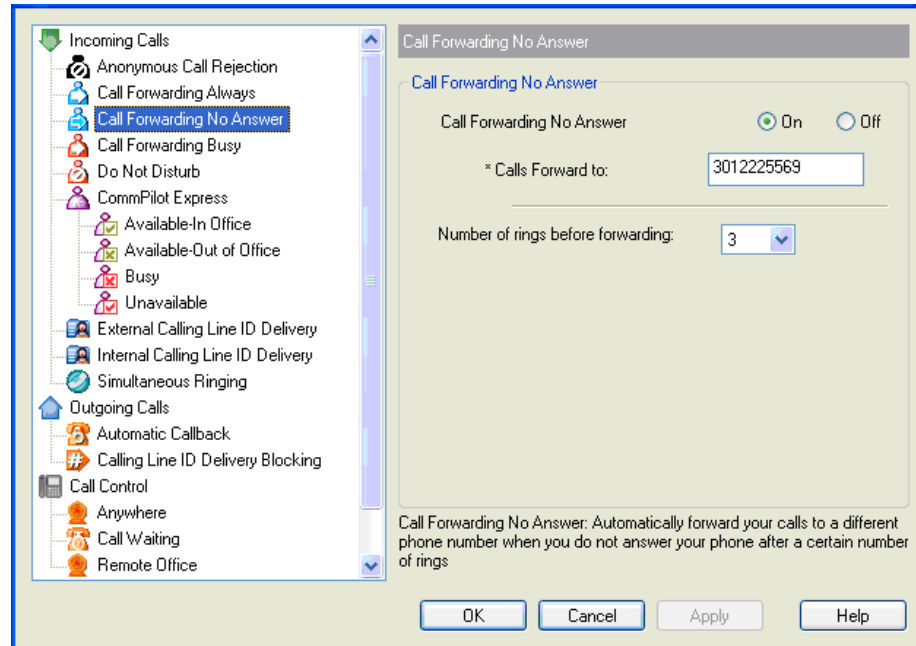 Incoming Calls
Anonymous Call Rejection
Call Forwarding Always
Call Forwarding No Answer
Call Forwarding Busy
Do Not Disturb
CommPilot Express
Available-In Office
Available-Out of Office
Busy
Unavailable
External Calling Line ID Delivery
Internal Calling Line ID Delivery
Simultaneous Ringing
Outgoing Calls
Automatic Callback
Calling Line ID Delivery Blocking
Call Control
Anywhere
Call Waiting
Remote Office
Call Forwarding No Answer
Call Forwarding No Answer
Call Forwarding No Answer On Off
* Calls Forward to: 3012225569
Number of rings before forwarding: 3
Call Forwarding No Answer: Automatically forward your calls to a different
phone number when you do not answer your phone after a certain number
of rings
OK Cancel Apply Help